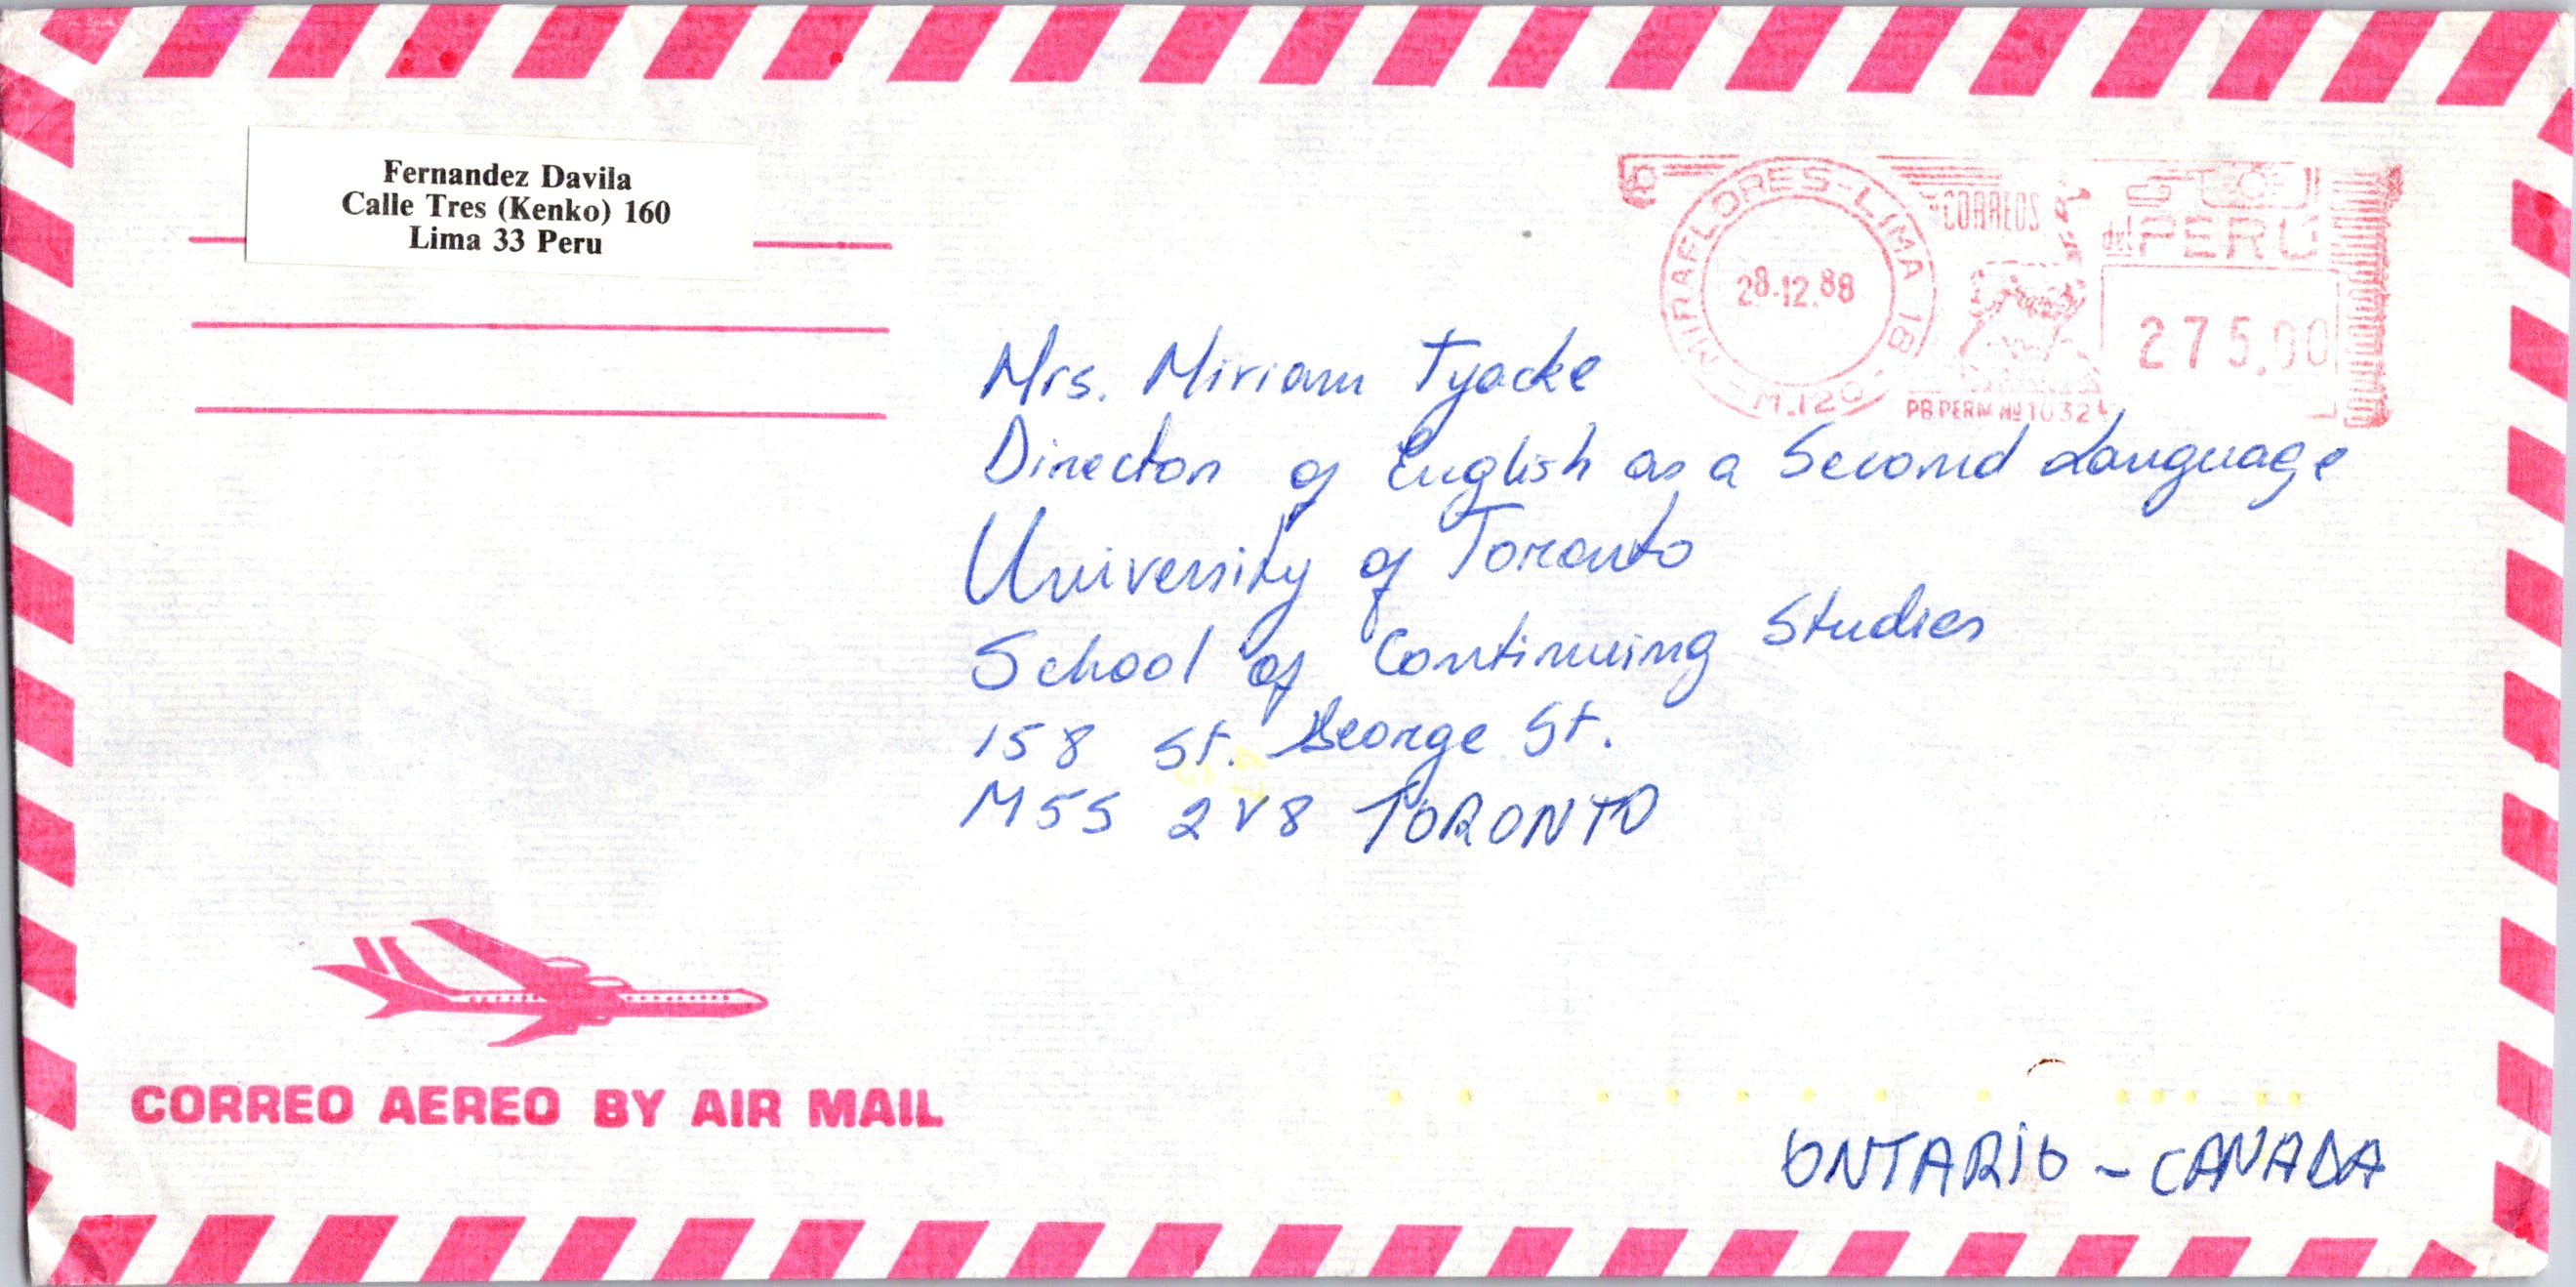 Fernandez Davila
Calle Tres (Kenko) 160
Lima 33 Peru
MIRAFLORES-LIMA 18
28.12.88
M.120
CORREOS
del PERU
275.00
PB.PERM Nº 1032
Mrs. Miriam Tyacke
Director of English as a Second Language
University of Toronto
School of Continuing Studies
158 St. George St.
M5S 2V8 TORONTO
CORREO AEREO BY AIR MAIL
ONTARIO - CANADA